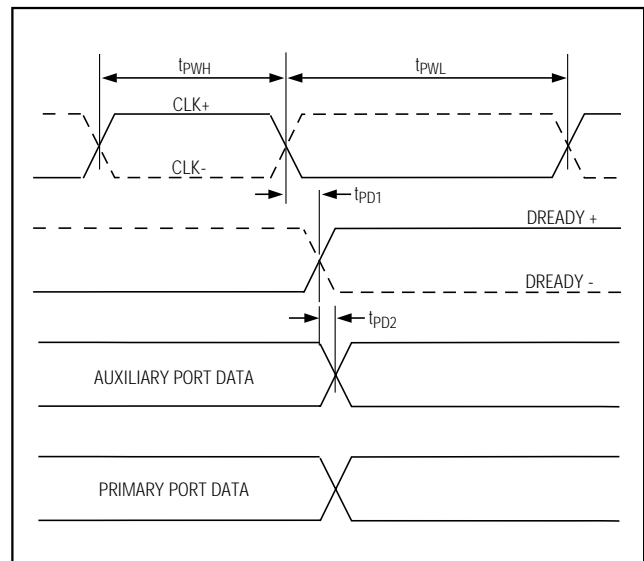 tPWH
tPWL
CLK+
CLK-
tPD1
DREADY +
DREADY -
tPD2
AUXILIARY PORT DATA
PRIMARY PORT DATA